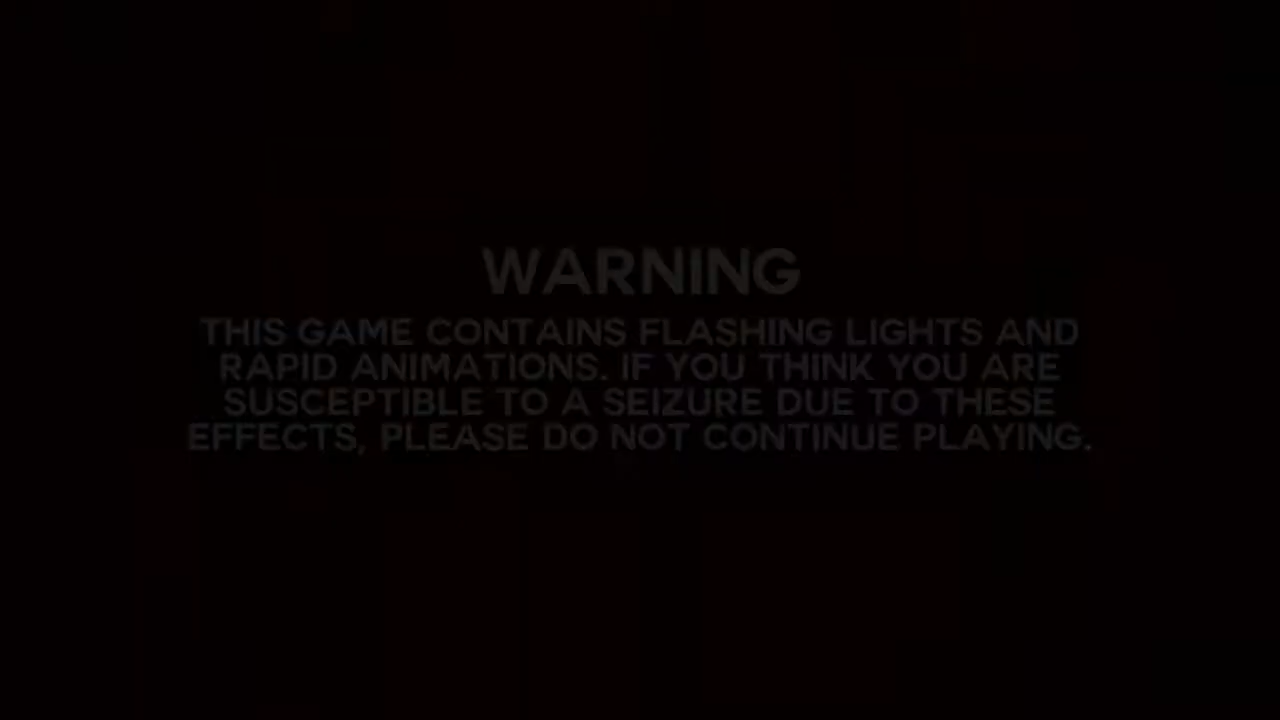 WARNING
THIS GAME CONTAINS FLASHING LIGHTS AND
RAPID ANIMATIONS. IF YOU THINK YOU ARE
SUSCEPTIBLE TO A SEIZURE DUE TO THESE
EFFECTS, PLEASE DO NOT CONTINUE PLAYING.